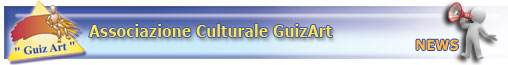 Associazione Culturale GuizArt
" Guiz Art "
NEWS